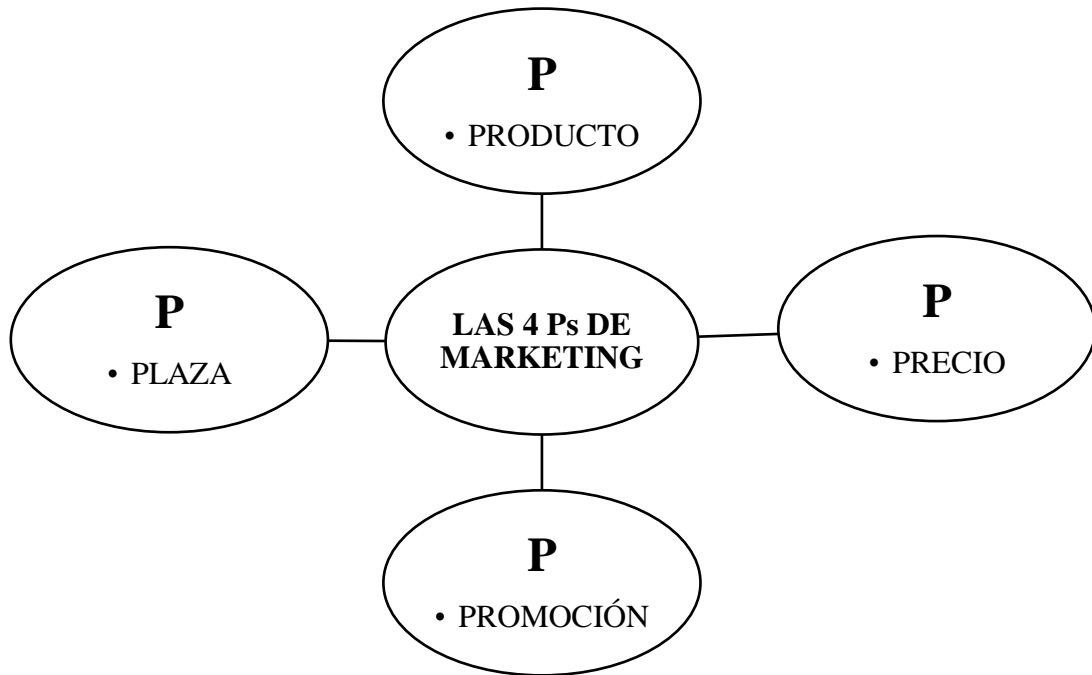 P
• PRODUCTO
P
• PLAZA
LAS 4 Ps DE
MARKETING
P
• PRECIO
P
• PROMOCIÓN